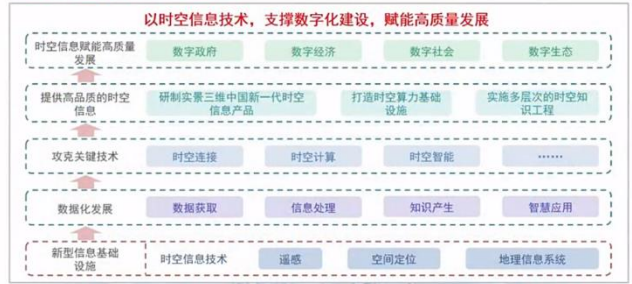 以时空信息技术，支撑数字化建设，赋能高质量发展
时空信息赋能高质量
发展
数字政府
数字经济
数字社会
数字生态
提供高品质的时空
信息
研制实景三维中国新一代时空
信息产品
打造时空算力基础
设施
实施多层次的时空知
识工程
攻克关键技术
时空连接
时空计算
时空智能
……
数据化发展
数据获取
信息处理
知识产生
智慧应用
新型信息基础
设施
时空信息技术
遥感
空间定位
地理信息系统